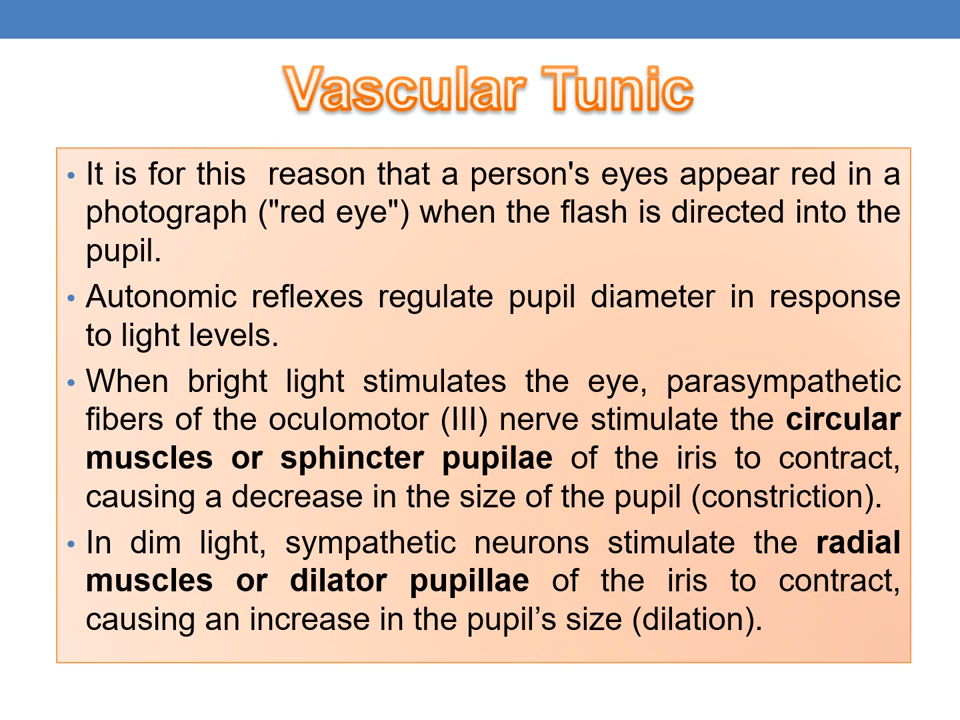 Vascular Tunic
• It is for this  reason that a person's eyes appear red in a
photograph ("red eye") when the flash is directed into the
pupil.
• Autonomic reflexes regulate pupil diameter in response
to light levels.
• When bright light stimulates the eye, parasympathetic
fibers of the oculomotor (III) nerve stimulate the circular
muscles or sphincter pupilae of the iris to contract,
causing a decrease in the size of the pupil (constriction).
• In dim light, sympathetic neurons stimulate the radial
muscles or dilator pupillae of the iris to contract,
causing an increase in the pupil’s size (dilation).